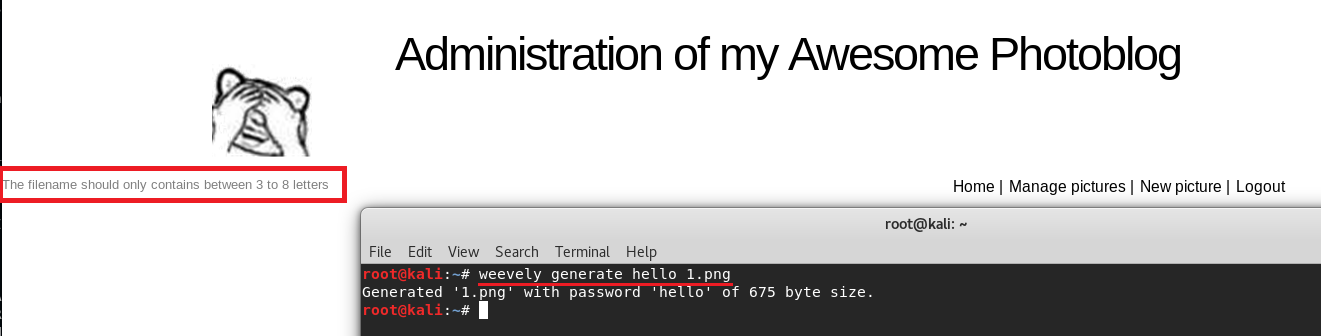 Administration of my Awesome Photoblog
The filename should only contains between 3 to 8 letters
Home | Manage pictures | New picture | Logout
root@kali: ~
File Edit View Search Terminal Help
root@kali:~# weevely generate hello 1.png
Generated '1.png' with password 'hello' of 675 byte size.
root@kali:~#